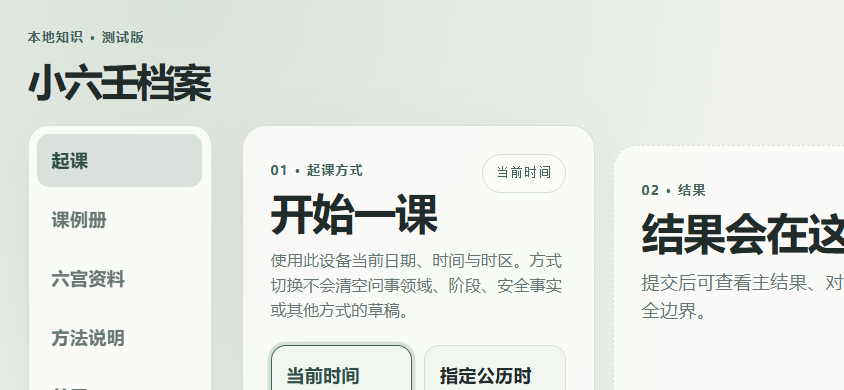 本地知识 • 测试版
小六壬档案
起课
课例册
六宫资料
方法说明
01 • 起课方式
当前时间
开始一课
使用此设备当前日期、时间与时区。方式
切换不会清空问事领域、阶段、安全事实
或其他方式的草稿。
当前时间
指定公历时
02 • 结果
结果会在这
提交后可查看主结果、对
全边界。